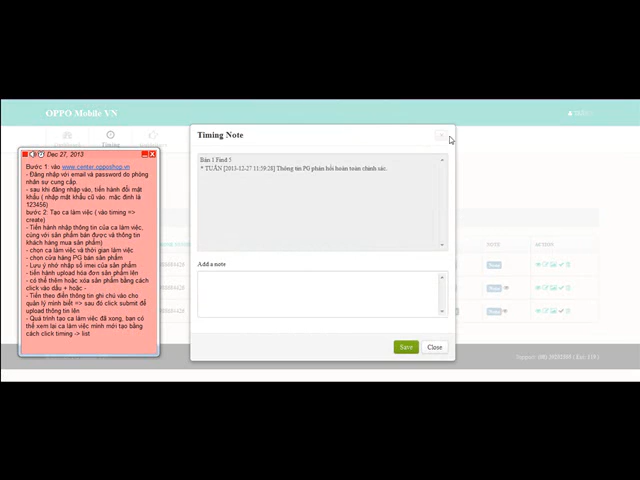 OPPO Mobile VN
Timing
Dec 27, 2013
Bước 1: vào www.center.opposhop.vn
- Đăng nhập với email và password do phòng
nhân sự cung cấp.
- sau khi đăng nhập vào, tiến hành đổi mật
khẩu ( nhập mật khẩu cũ vào. mặc định là
123456)
bước 2: Tạo ca làm việc ( vào timing =>
create)
- Tiến hành nhập thông tin của ca làm việc,
cùng với sản phẩm bán được và thông tin
khách hàng mua sản phẩm)
- chọn ca làm việc và thời gian làm việc
- chọn cửa hàng PG bán sản phẩm
- Lưu ý nhớ nhập số imei của sản phẩm
- tiến hành upload hóa đơn sản phẩm lên
- có thể thêm hoặc xóa sản phẩm bằng cách
click vào dấu + hoặc -
- Tiến theo điền thông tin ghi chú vào cho
quản lý mình biết => sau đó click submit để
upload thông tin lên
- Quá trình tạo ca làm việc đã xong, bạn có
thể xem lại ca làm việc mình mới tạo bằng
cách click timing -> list
Timing Note
Bán 1 Find 5
* TUẤN [2013-12-27 11:59:28] Thông tin PG phản hồi hoàn toàn chính xác.
Add a note
Save
Close
NOTE
ACTION